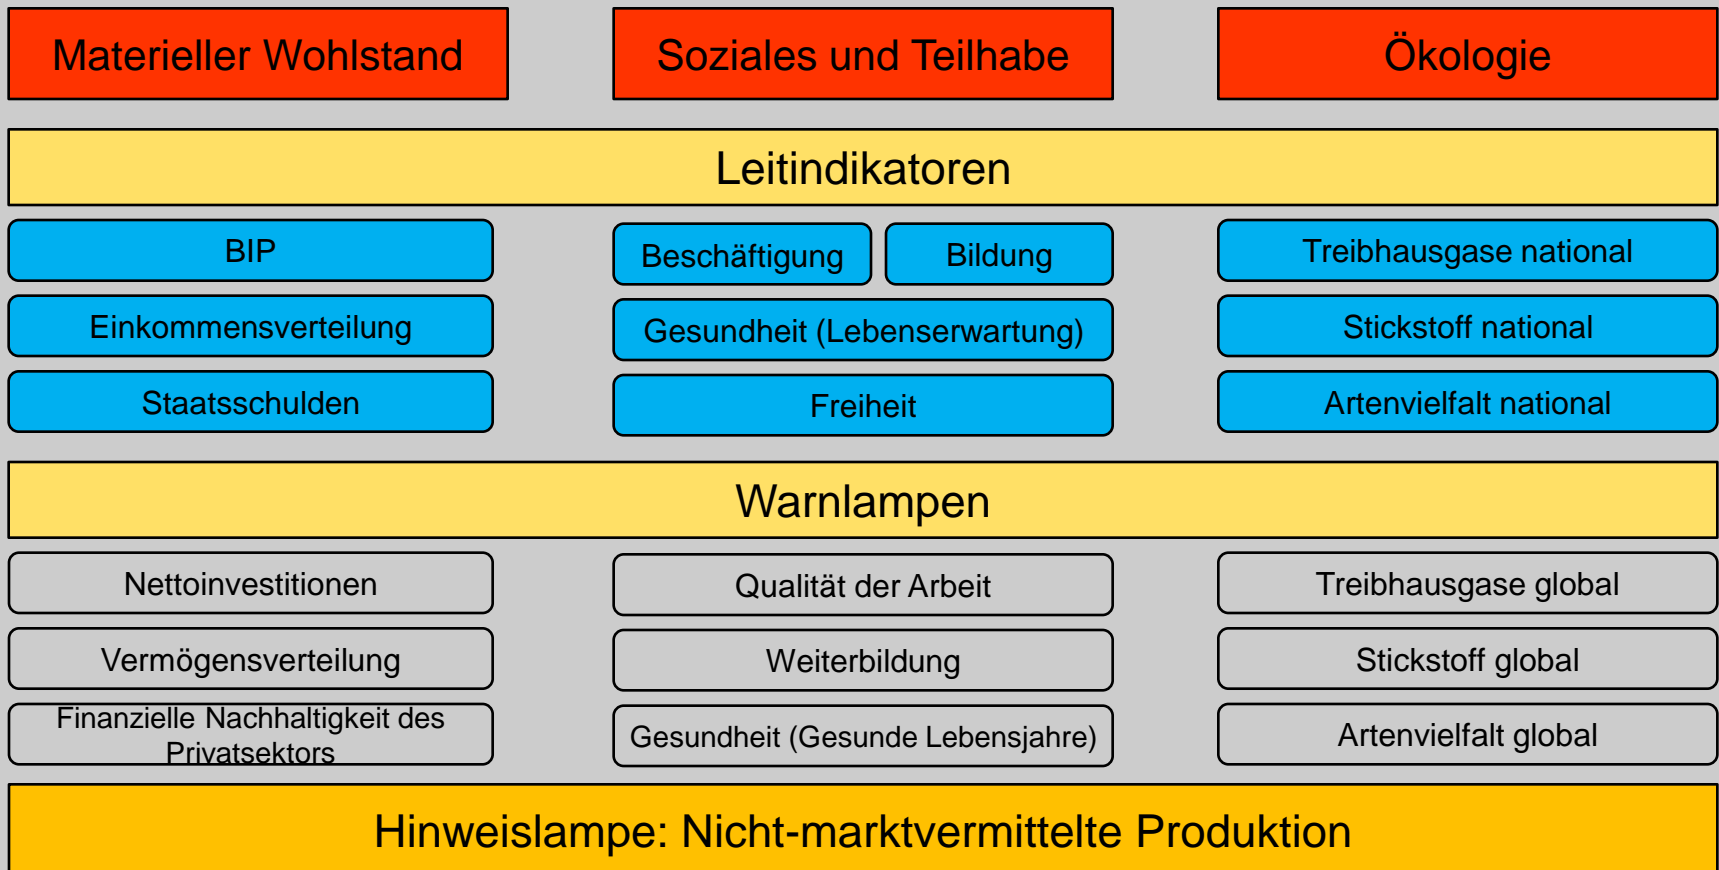 Materieller Wohlstand
Soziales und Teilhabe
Ökologie
Leitindikatoren
BIP
Beschäftigung
Bildung
Treibhausgase national
Einkommensverteilung
Gesundheit (Lebenserwartung)
Stickstoff national
Staatsschulden
Freiheit
Artenvielfalt national
Warnlampen
Nettoinvestitionen
Qualität der Arbeit
Treibhausgase global
Vermögensverteilung
Weiterbildung
Stickstoff global
Finanzielle Nachhaltigkeit des
Privatsektors
Gesundheit (Gesunde Lebensjahre)
Artenvielfalt global
Hinweislampe: Nicht-marktvermittelte Produktion